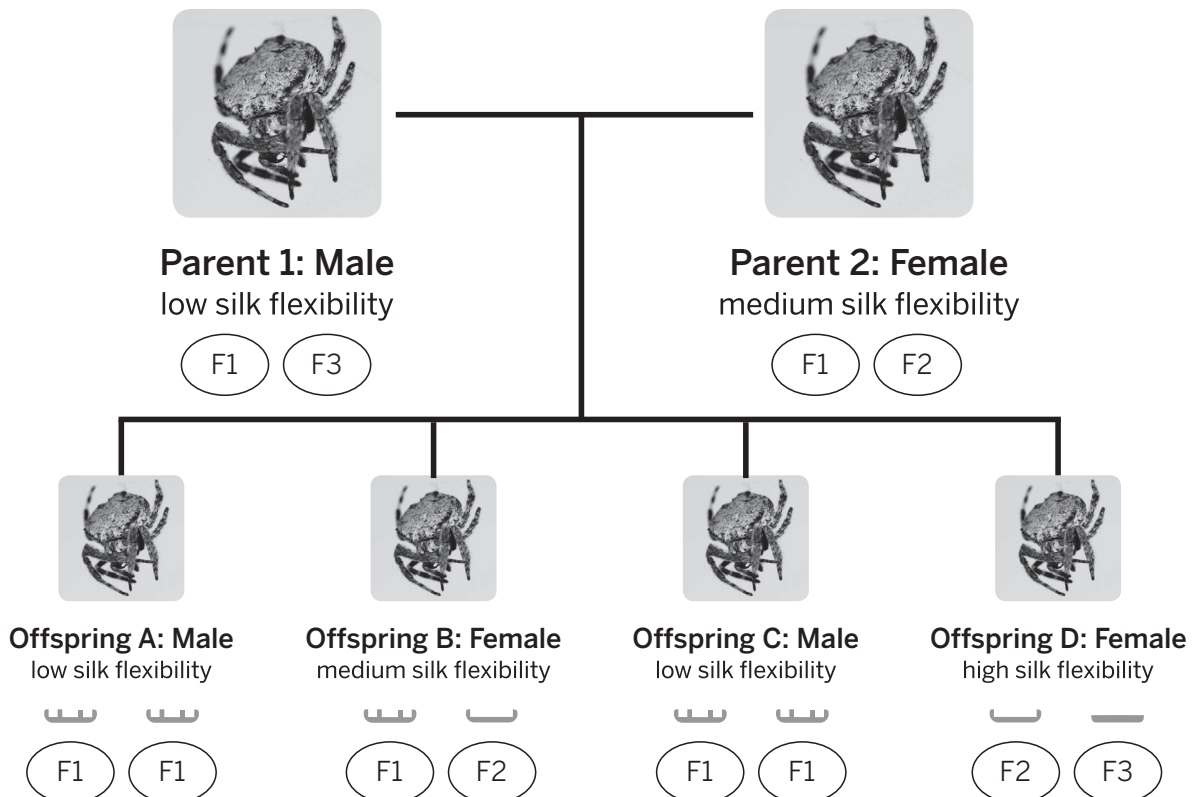 Parent 1: Male
low silk flexibility
F1 F3
Parent 2: Female
medium silk flexibility
F1 F2
Offspring A: Male
low silk flexibility
F1 F1
Offspring B: Female
medium silk flexibility
F1 F2
Offspring C: Male
low silk flexibility
F1 F1
Offspring D: Female
high silk flexibility
F2 F3